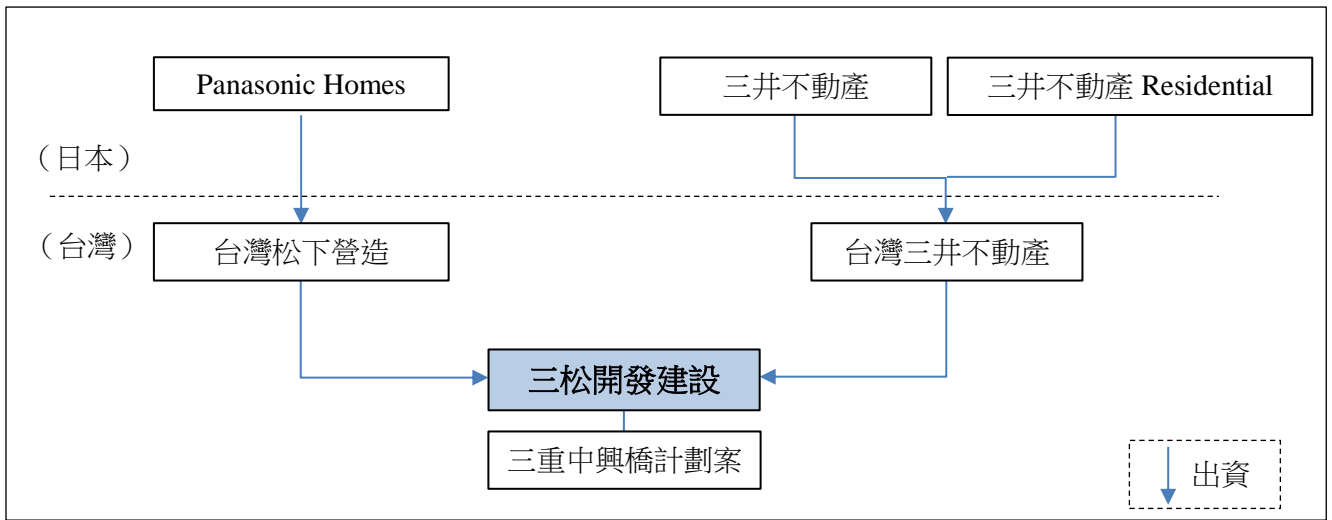 Panasonic Homes
三井不動產
三井不動產 Residential
（日本）
（台灣）
台灣松下營造
台灣三井不動產
三松開發建設
三重中興橋計劃案
出資